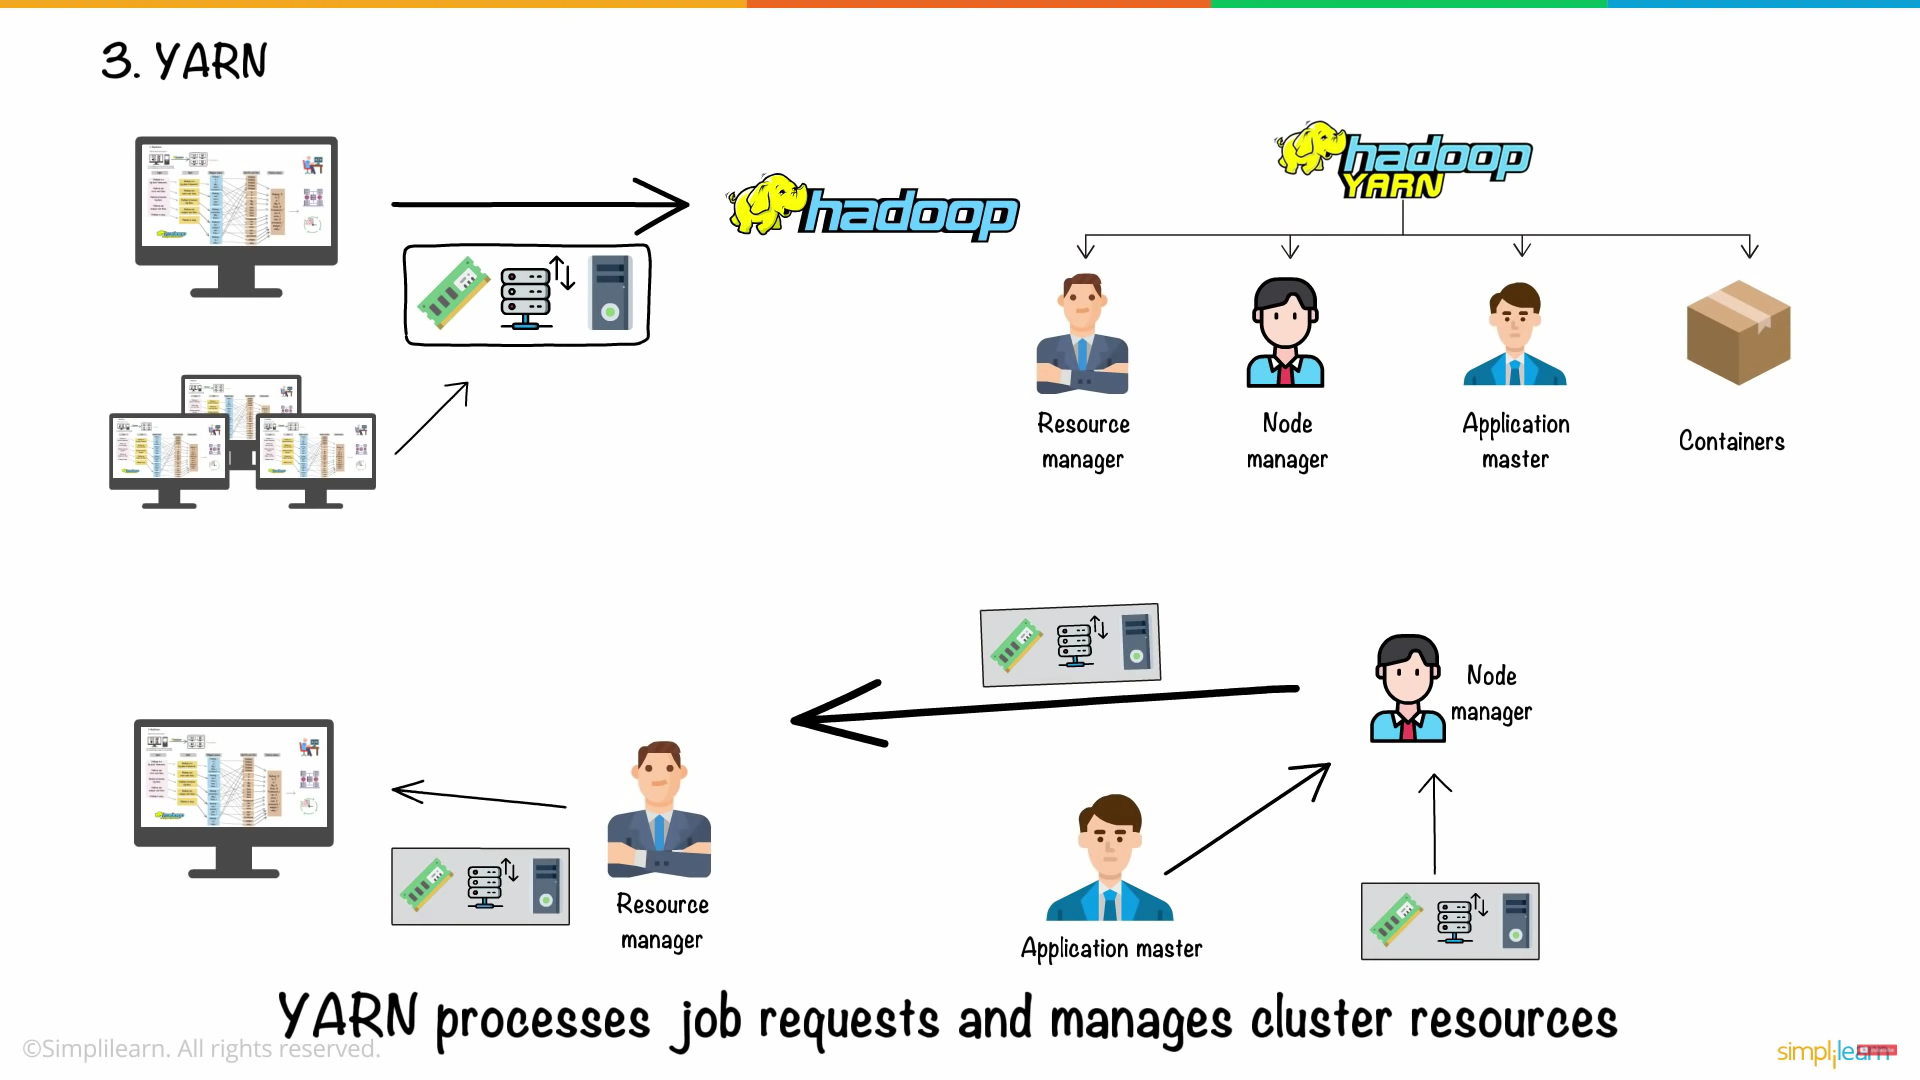 3. YARN
hadoop
hadoop
YARN
Resource
manager
Node
manager
Application
master
Containers
Node
manager
Resource
manager
Application master
YARN processes job requests and manages cluster resources
©Simplilearn. All rights reserved.
simplilearn